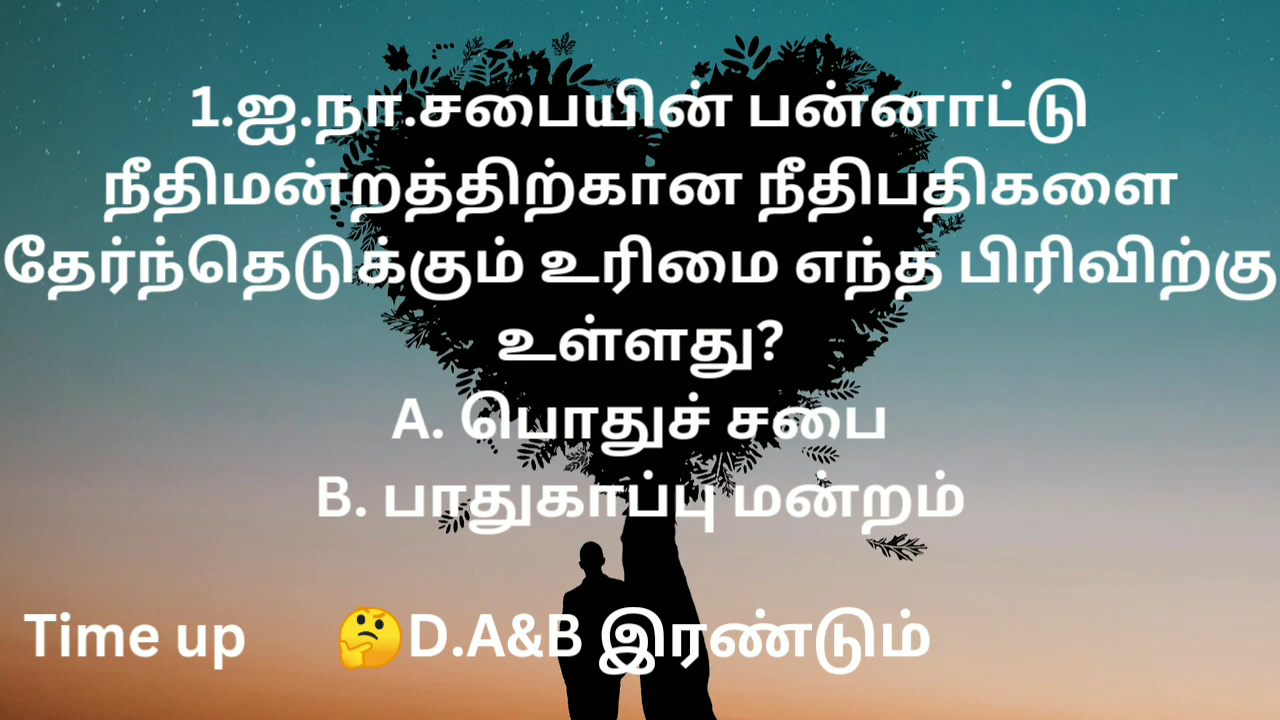 1.ஐ.நா.சபையின் பன்னாட்டு
நீதிமன்றத்திற்கான நீதிபதிகளை
தேர்ந்தெடுக்கும் உரிமை எந்த பிரிவிற்கு
உள்ளது?
A. பொதுச் சபை
B. பாதுகாப்பு மன்றம்
Time up 🤔D.A&B இரண்டும்